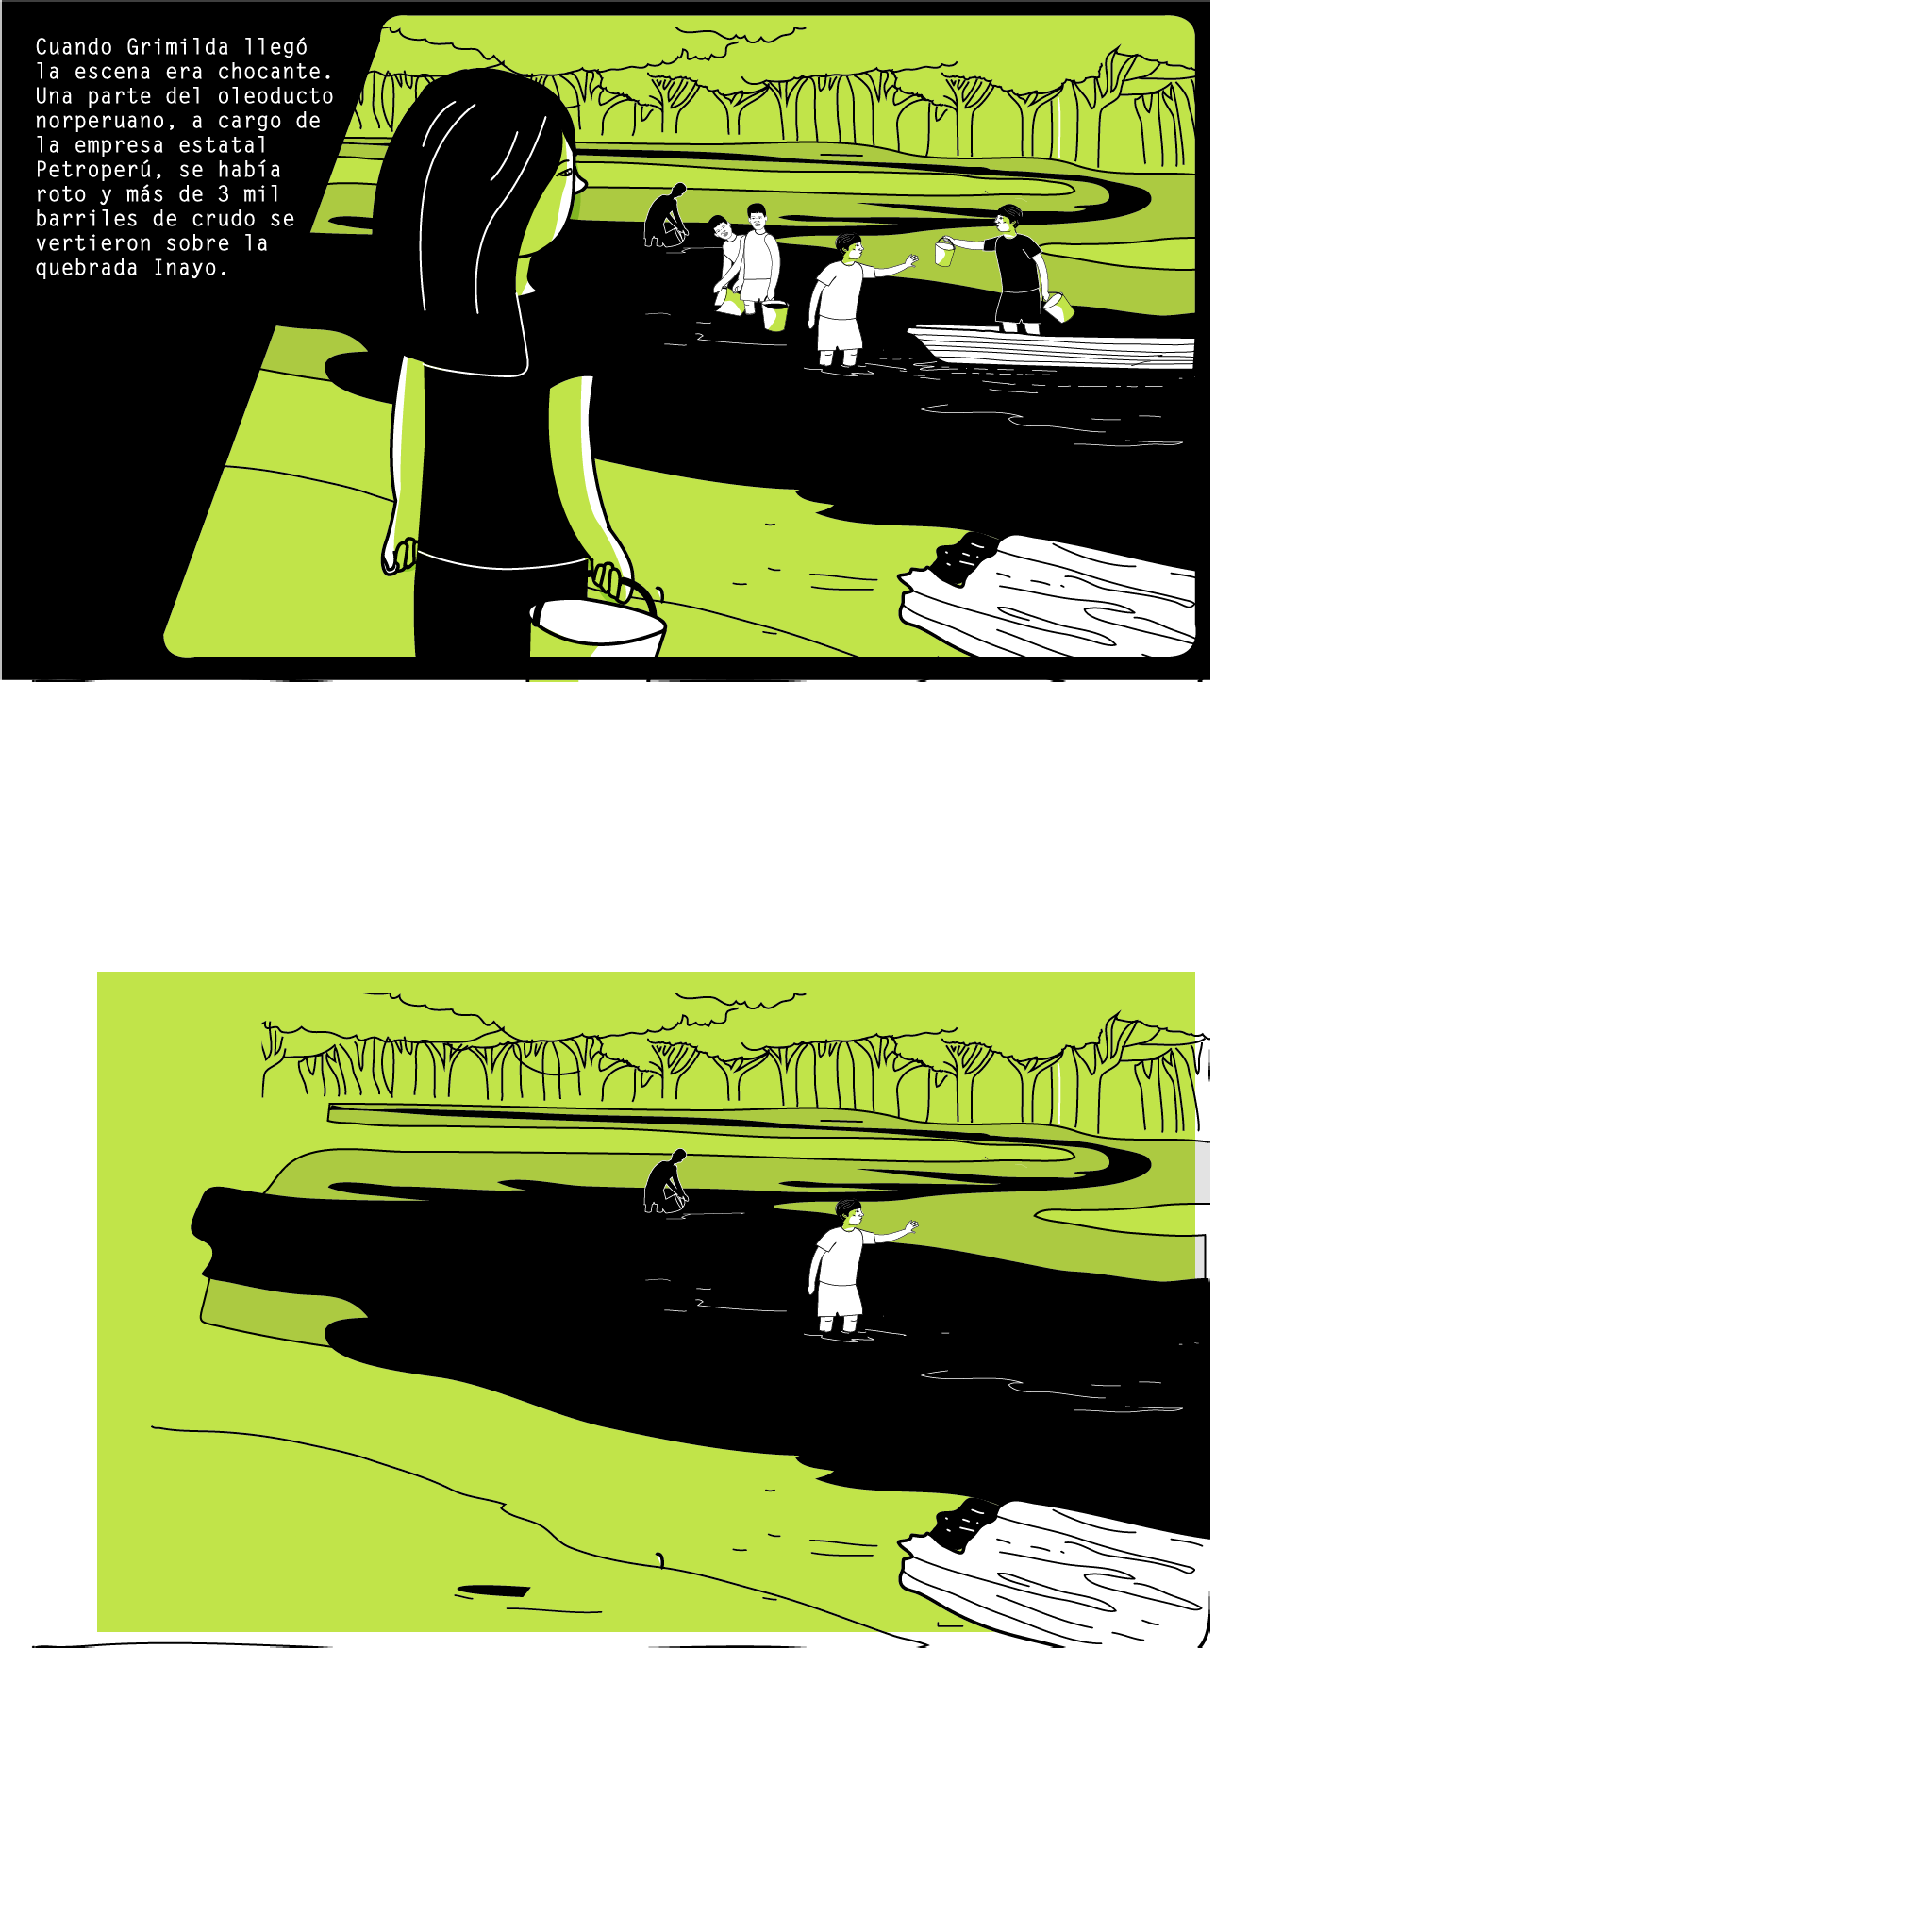 Cuando Grimilda llegó
la escena era chocante.
Una parte del oleoducto
norperuano, a cargo de
la empresa estatal
Petroperú, se había
roto y más de 3 mil
barriles de crudo se
vertieron sobre la
quebrada Inayo.